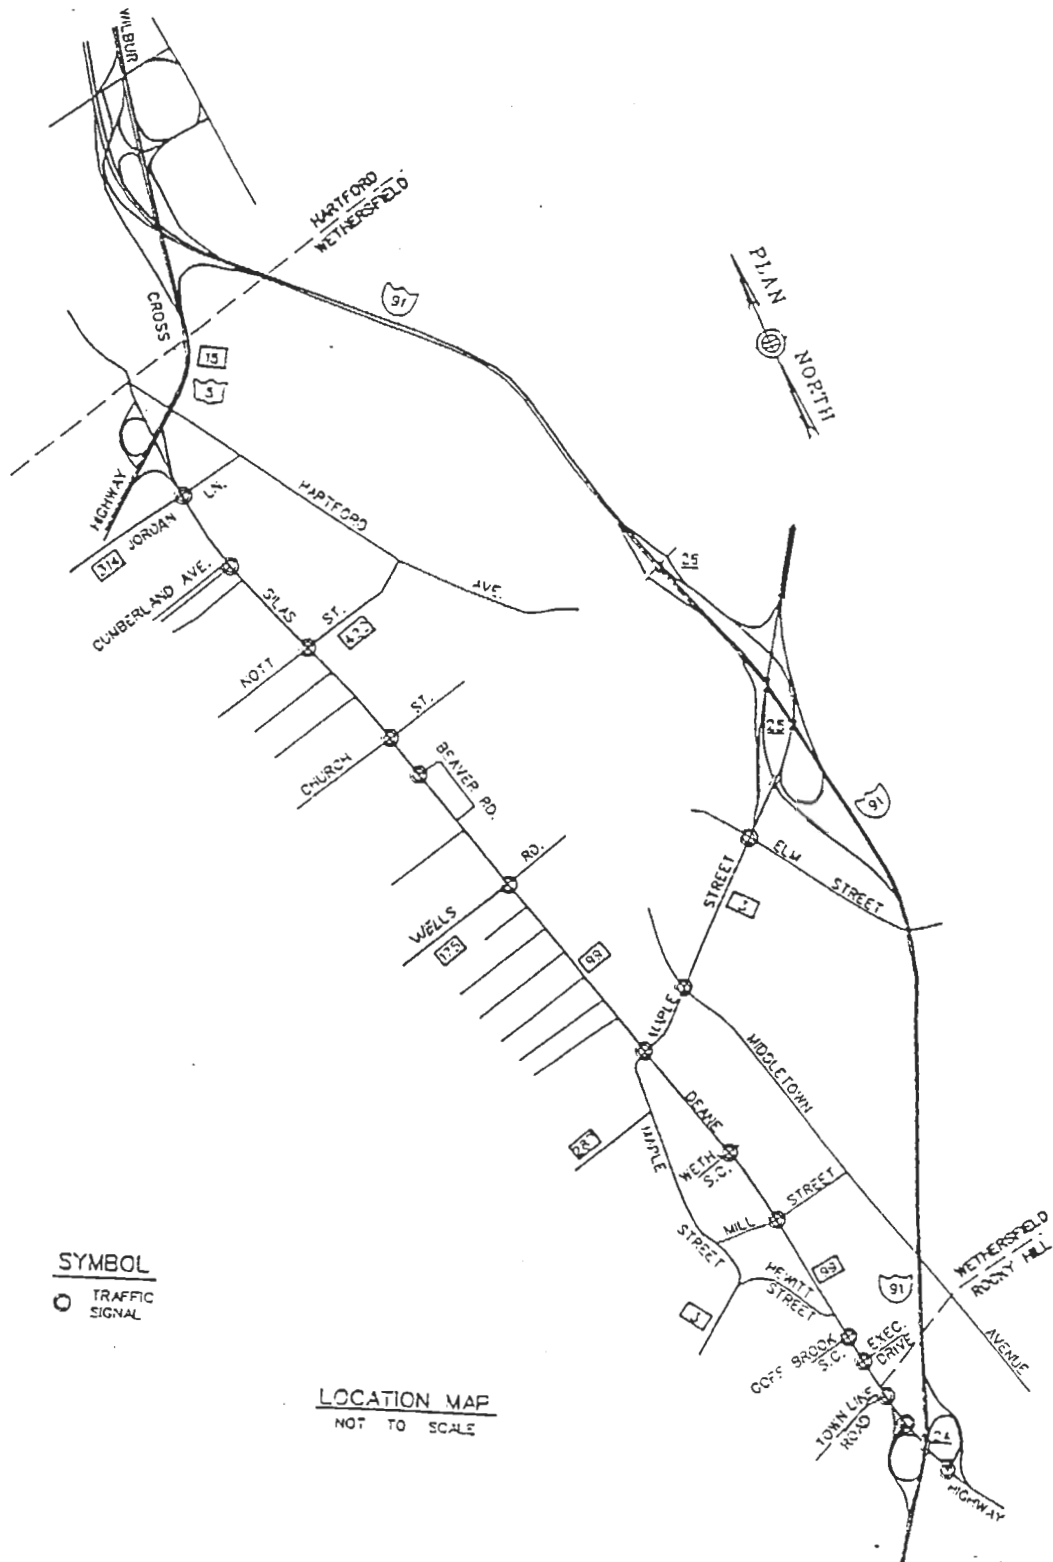 WILBUR
HARTFORD
WETHERSFIELD
PLAN
NORTH
91
CROSS
15
5
HIGHWAY
HARTFORD
AVE.
JORDAN
LN.
314
CUMBERLAND AVE.
SILAS
NOTT
ST.
25
CHURCH
ST.
BEAVER RD.
25
91
WELLS
RD.
175
99
ELM
STREET
STREET
3
MAPLE
MIDDLETOWN
AVENUE
DEANE
MAPLE
STREET
287
WETH
S.C.
MILL
STREET
HEWITT
STREET
99
3
91
WETHERSFIELD
ROCKY HILL
GOFF BROOK
S.C.
EXEC.
DRIVE
TOWN LINE
ROAD
24
HIGHWAY
SYMBOL
TRAFFIC
SIGNAL
LOCATION MAP
NOT TO SCALE